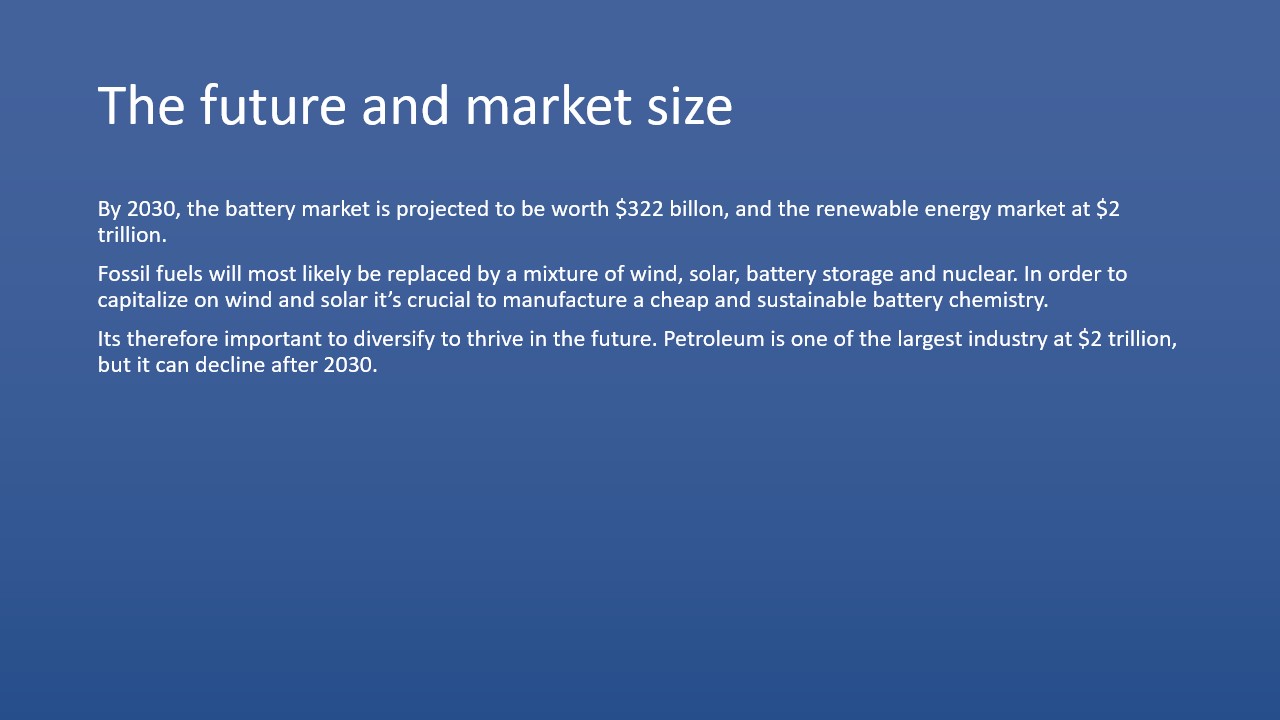 The future and market size
By 2030, the battery market is projected to be worth $322 billon, and the renewable energy market at $2
trillion.
Fossil fuels will most likely be replaced by a mixture of wind, solar, battery storage and nuclear. In order to
capitalize on wind and solar it’s crucial to manufacture a cheap and sustainable battery chemistry.
Its therefore important to diversify to thrive in the future. Petroleum is one of the largest industry at $2 trillion,
but it can decline after 2030.